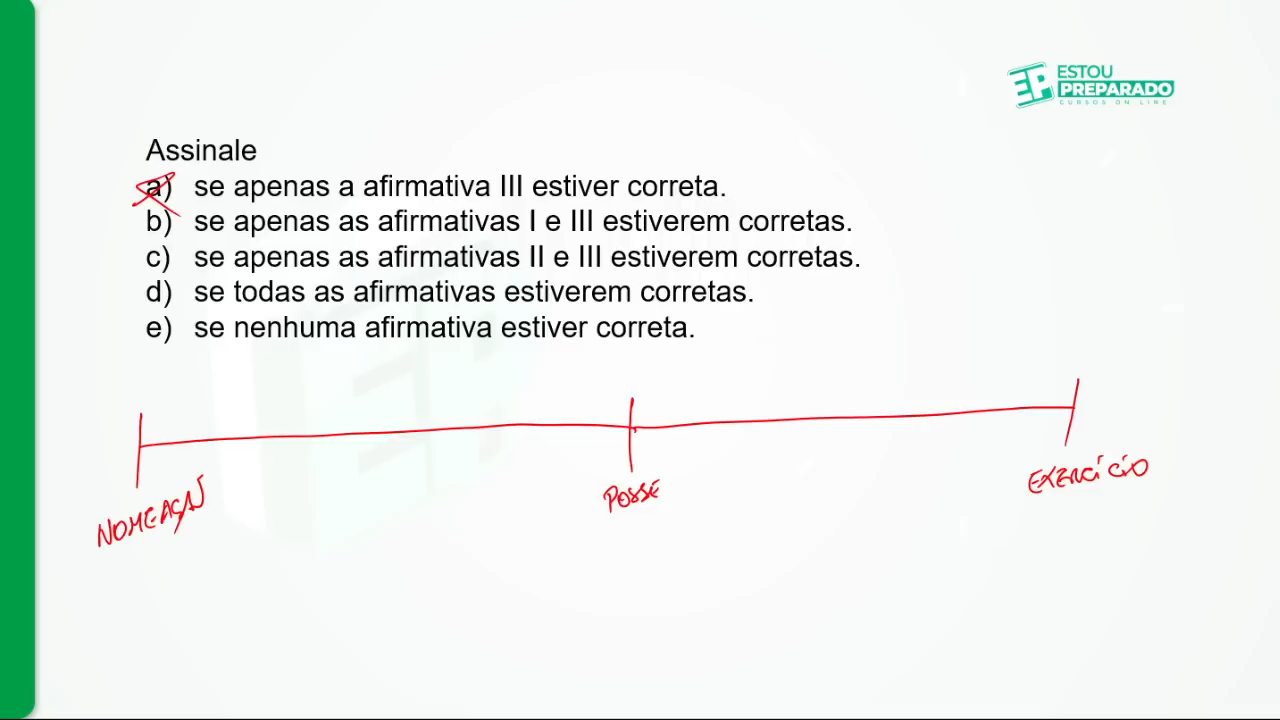 ESTOU
PREPARADO
CURSOS ON LINE
Assinale
a) se apenas a afirmativa III estiver correta.
b) se apenas as afirmativas I e III estiverem corretas.
c) se apenas as afirmativas II e III estiverem corretas.
d) se todas as afirmativas estiverem corretas.
e) se nenhuma afirmativa estiver correta.
NOMEAÇÃO
POSSE
EXERCÍCIO